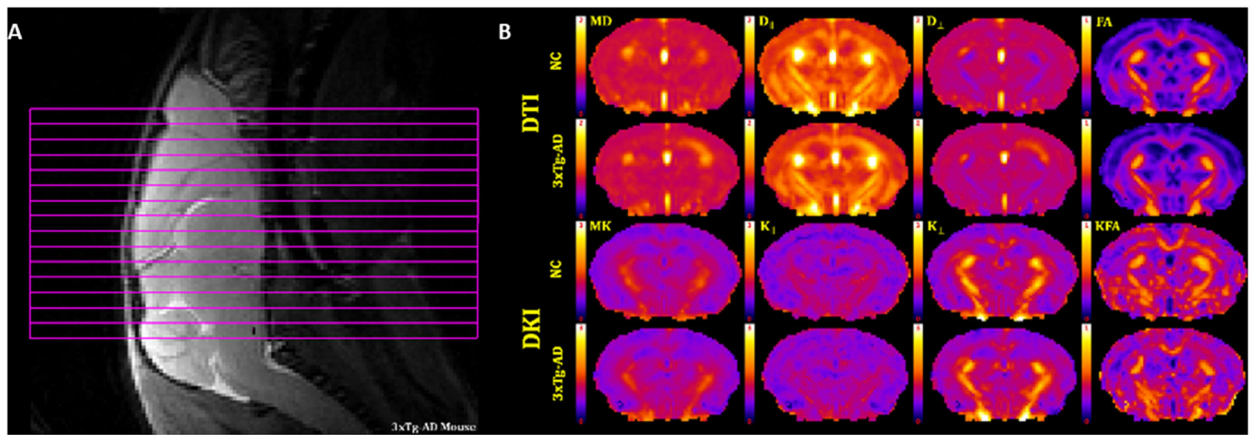 A
3xTg-AD Mouse
B
MD D∥ D⊥ FA
DTI
NC
3xTg-AD
MK K∥ K⊥ KFA
DKI
NC
3xTg-AD